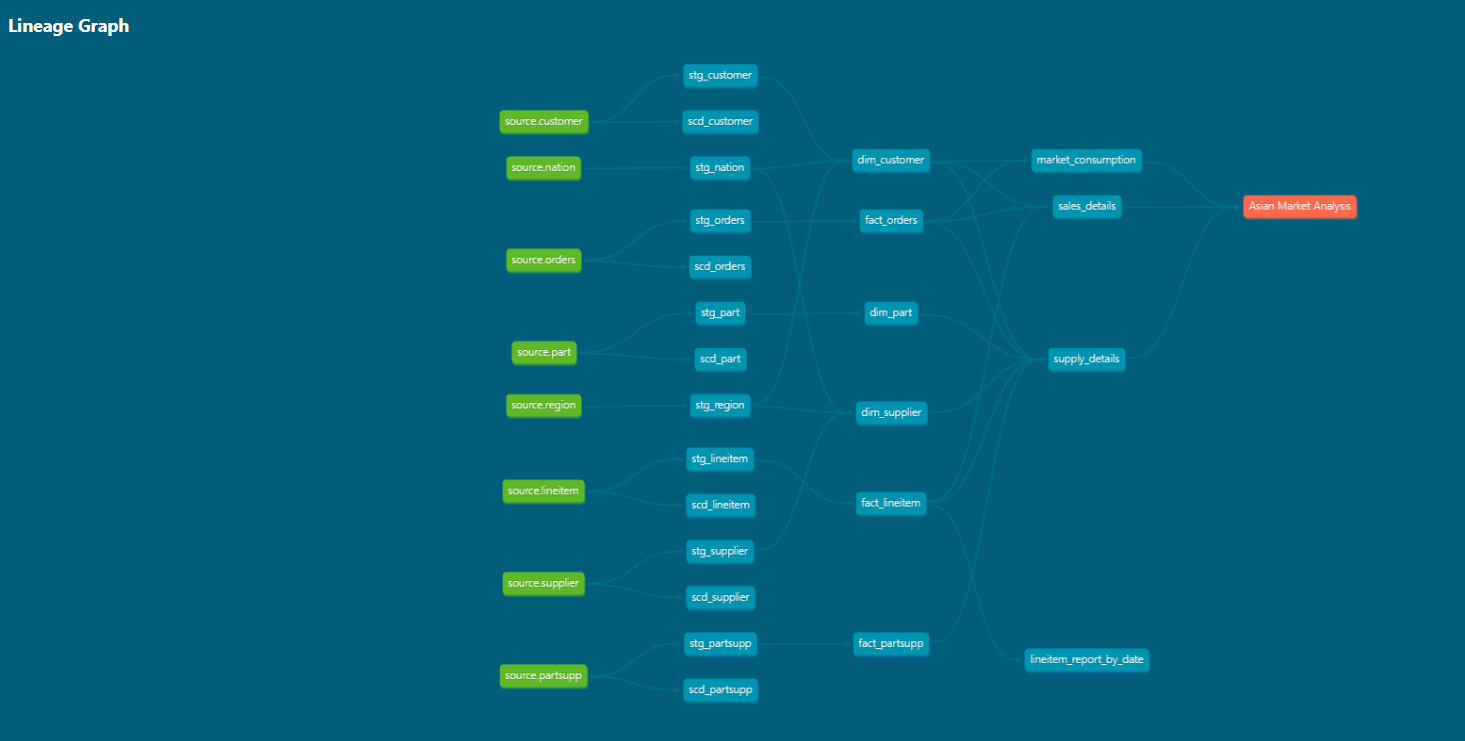 Lineage Graph
stg_customer
source.customer
scd_customer
source.nation
stg_nation
dim_customer
market_consumption
sales_details
Asian Market Analysis
stg_orders
fact_orders
source.orders
scd_orders
stg_part
dim_part
source.part
scd_part
supply_details
source.region
stg_region
dim_supplier
stg_lineitem
source.lineitem
scd_lineitem
fact_lineitem
stg_supplier
source.supplier
scd_supplier
stg_partsupp
fact_partsupp
lineitem_report_by_date
source.partsupp
scd_partsupp